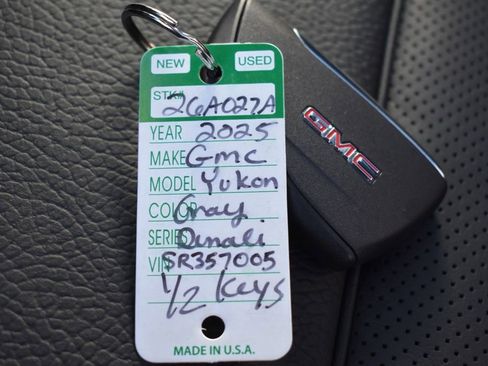 NEW USED
STK# 26A027A
YEAR 2025
MAKE Gmc
MODEL Yukon
COLOR Gray
SERIES Denali
VIN SR357005
1/2 Keys
MADE IN U.S.A.
GMC